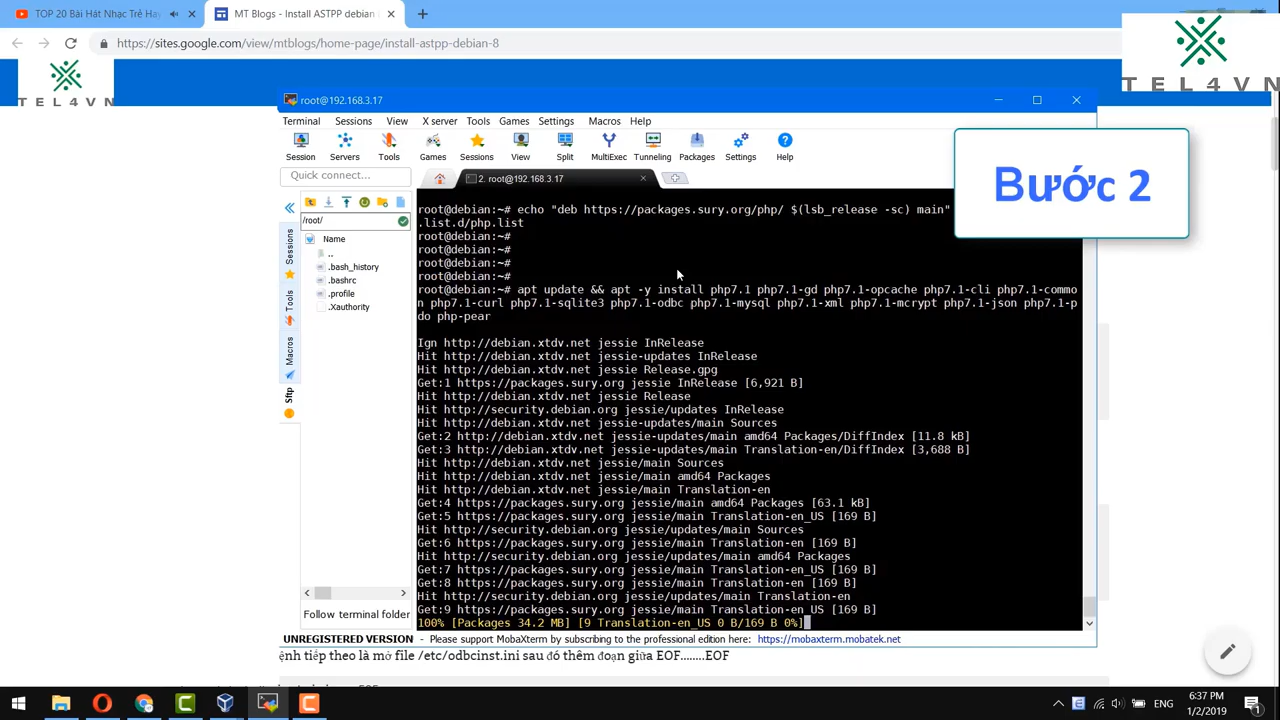 TOP 20 Bài Hát Nhạc Trẻ Hay
MT Blogs - Install ASTPP debian
https://sites.google.com/view/mtblogs/home-page/install-astpp-debian-8
TEL4VN
TEL4VN
root@192.168.3.17
Terminal Sessions View X server Tools Games Settings Macros Help
Session Servers Tools Games Sessions View Split MultiExec Tunneling Packages Settings Help
Quick connect...
2. root@192.168.3.17
Bước 2
/root/
Name
..
.bash_history
.bashrc
.profile
.Xauthority
Sessions
Tools
Macros
Sftp
root@debian:~# echo "deb https://packages.sury.org/php/ $(lsb_release -sc) main"
.list.d/php.list
root@debian:~#
root@debian:~#
root@debian:~#
root@debian:~#
root@debian:~# apt update && apt -y install php7.1 php7.1-gd php7.1-opcache php7.1-cli php7.1-commo
n php7.1-curl php7.1-sqlite3 php7.1-odbc php7.1-mysql php7.1-xml php7.1-mcrypt php7.1-json php7.1-p
do php-pear
Ign http://debian.xtdv.net jessie InRelease
Hit http://debian.xtdv.net jessie-updates InRelease
Hit http://debian.xtdv.net jessie Release.gpg
Get:1 https://packages.sury.org jessie InRelease [6,921 B]
Hit http://debian.xtdv.net jessie Release
Hit http://security.debian.org jessie/updates InRelease
Hit http://debian.xtdv.net jessie-updates/main Sources
Get:2 http://debian.xtdv.net jessie-updates/main amd64 Packages/DiffIndex [11.8 kB]
Get:3 http://debian.xtdv.net jessie-updates/main Translation-en/DiffIndex [3,688 B]
Hit http://debian.xtdv.net jessie/main Sources
Hit http://debian.xtdv.net jessie/main amd64 Packages
Hit http://debian.xtdv.net jessie/main Translation-en
Get:4 https://packages.sury.org jessie/main amd64 Packages [63.1 kB]
Get:5 https://packages.sury.org jessie/main Translation-en_US [169 B]
Hit http://security.debian.org jessie/updates/main Sources
Get:6 https://packages.sury.org jessie/main Translation-en [169 B]
Hit http://security.debian.org jessie/updates/main amd64 Packages
Get:7 https://packages.sury.org jessie/main Translation-en_US [169 B]
Get:8 https://packages.sury.org jessie/main Translation-en [169 B]
Hit http://security.debian.org jessie/updates/main Translation-en
Get:9 https://packages.sury.org jessie/main Translation-en_US [169 B]
100% [Packages 34.2 MB] [9 Translation-en_US 0 B/169 B 0%]
Follow terminal folder
UNREGISTERED VERSION - Please support MobaXterm by subscribing to the professional edition here: https://mobaxterm.mobatek.net
ệnh tiếp theo là mở file /etc/odbcinst.ini sau đó thêm đoạn giữa EOF........EOF
ENG
6:37 PM
1/2/2019
1